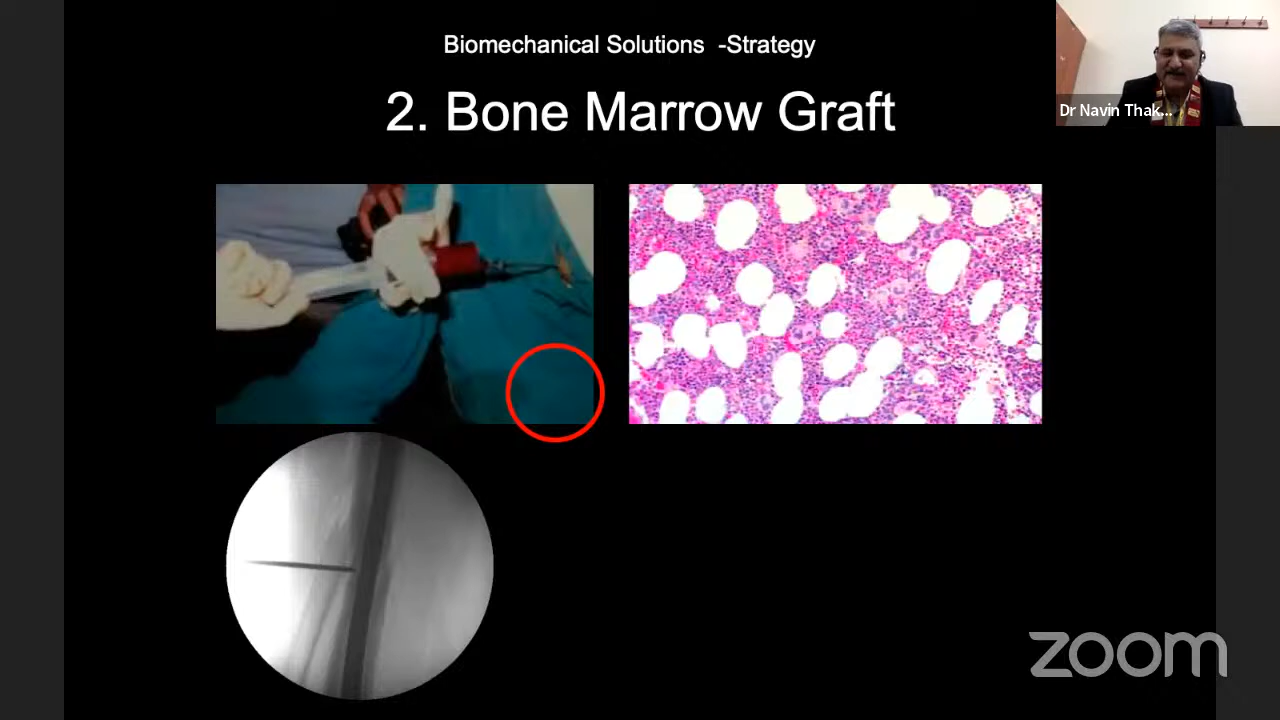 Biomechanical Solutions -Strategy
2. Bone Marrow Graft
Dr Navin Thak...
zoom